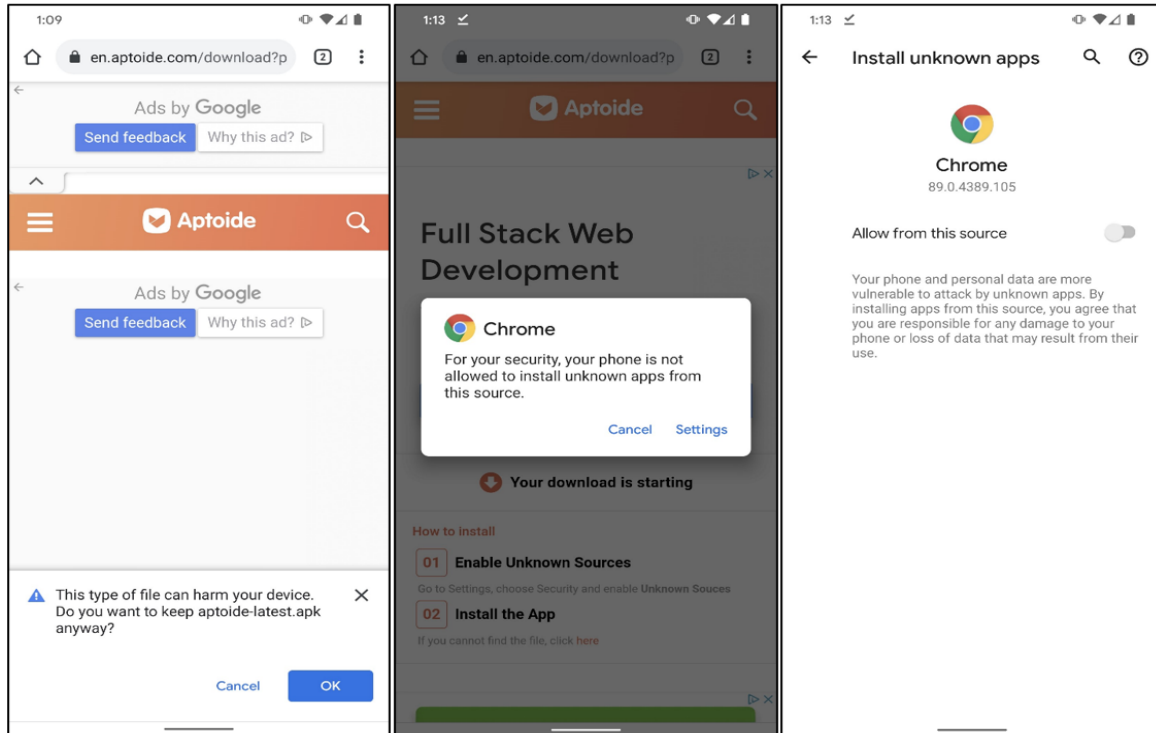 1:09
en.aptoide.com/download?p
2
Ads by Google
Send feedback Why this ad?
Aptoide
Ads by Google
Send feedback Why this ad?
This type of file can harm your device.
Do you want to keep aptoide-latest.apk
anyway?
Cancel OK
1:13
en.aptoide.com/download?p
2
Aptoide
Full Stack Web
Development
Chrome
For your security, your phone is not
allowed to install unknown apps from
this source.
Cancel Settings
Your download is starting
How to install
01 Enable Unknown Sources
Go to Settings, choose Security and enable Unknown Souces
02 Install the App
If you cannot find the file, click here
1:13
Install unknown apps
Chrome
89.0.4389.105
Allow from this source
Your phone and personal data are more
vulnerable to attack by unknown apps. By
installing apps from this source, you agree that
you are responsible for any damage to your
phone or loss of data that may result from their
use.